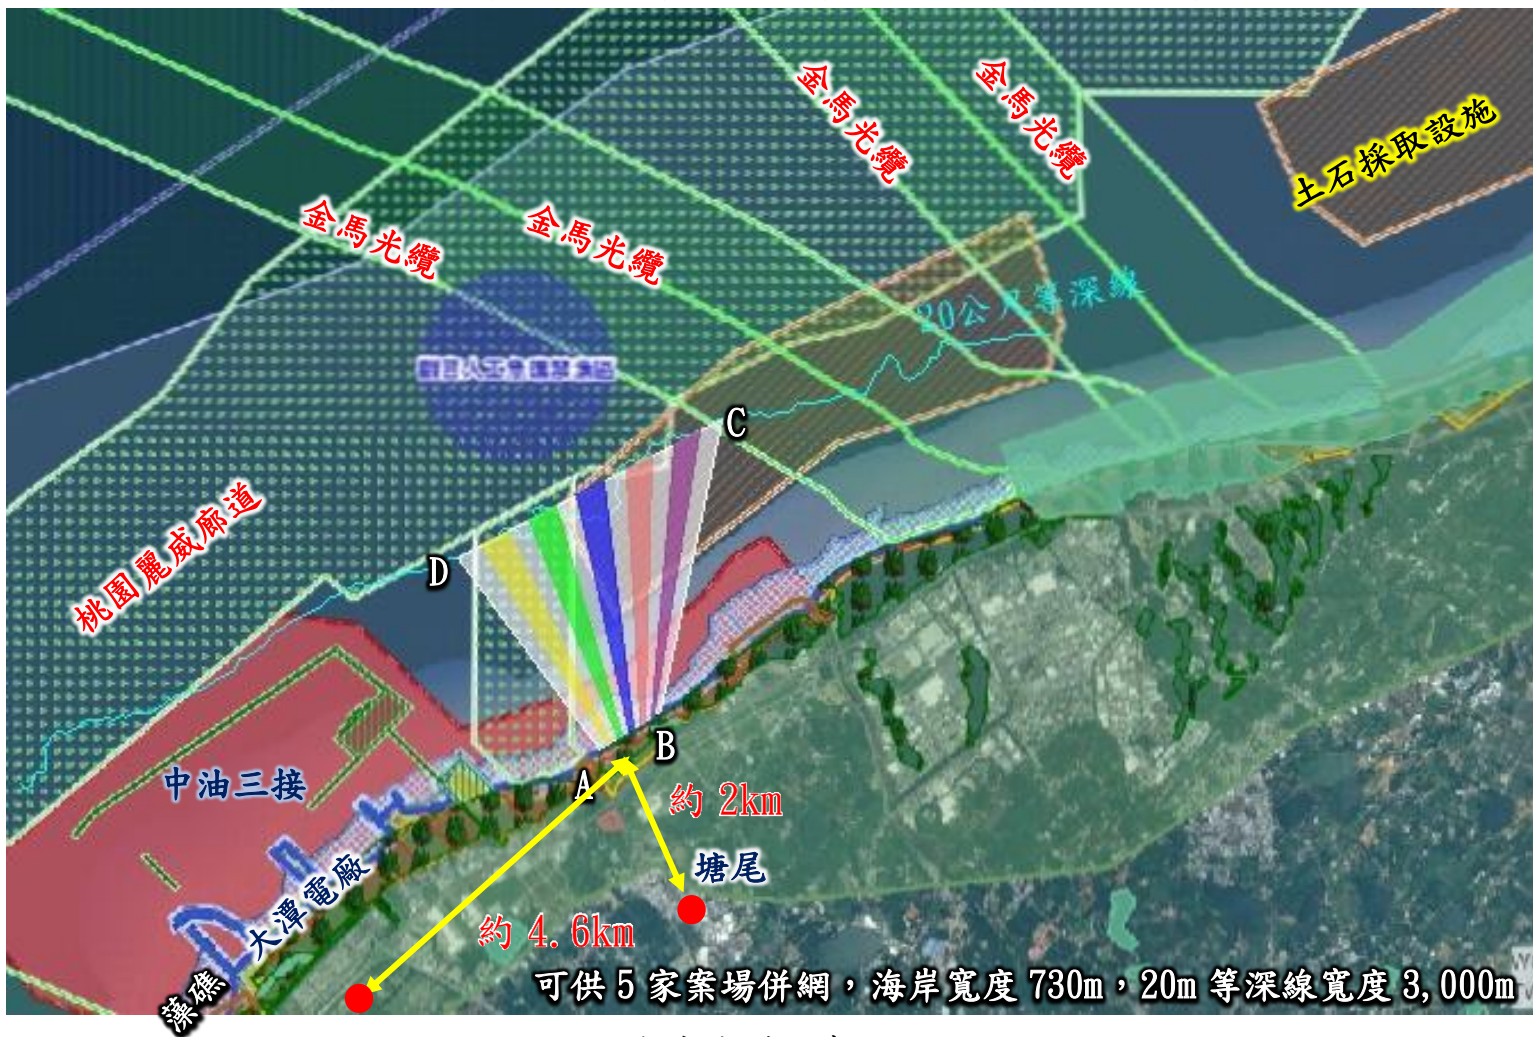 金馬光纜
金馬光纜
土石採取設施
金馬光纜
金馬光纜
20公尺等深線
C
桃園麗威廊道
D
B
中油三接
A
約 2km
塘尾
大潭電廠
約 4.6km
可供 5 家案場併網，海岸寬度 730m，20m 等深線寬度 3,000m
藻礁